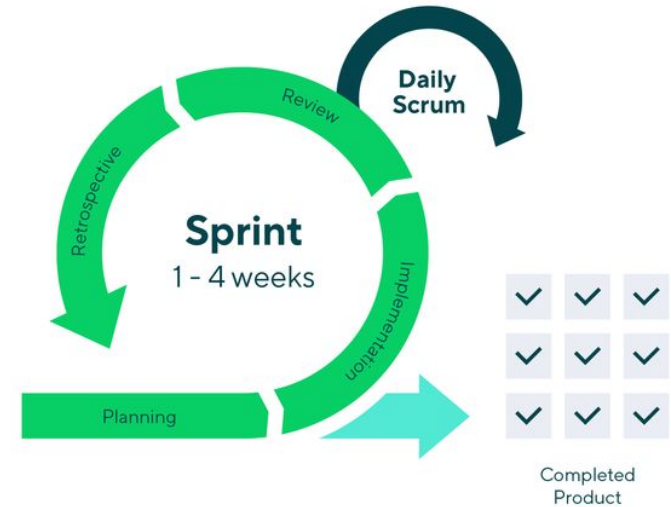 Daily
Scrum
Review
Retrospective
Sprint
1 - 4 weeks
Implementation
Planning
Completed
Product